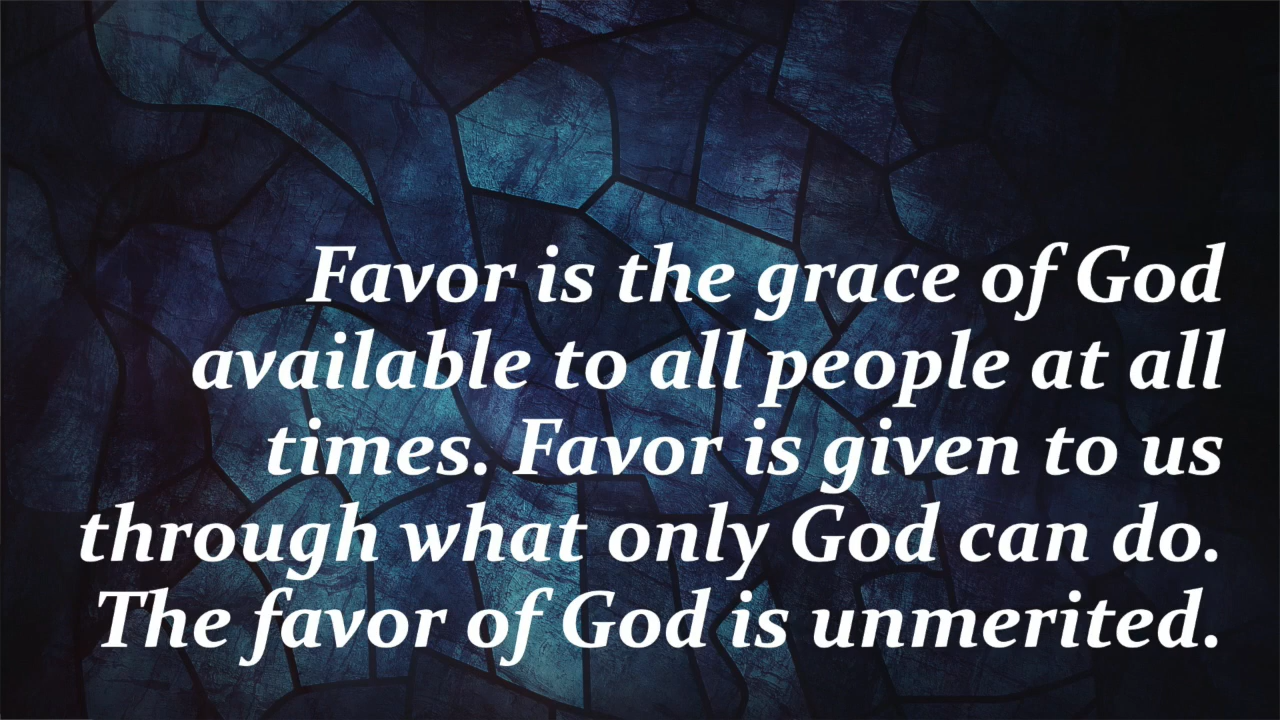 Favor is the grace of God
available to all people at all
times. Favor is given to us
through what only God can do.
The favor of God is unmerited.